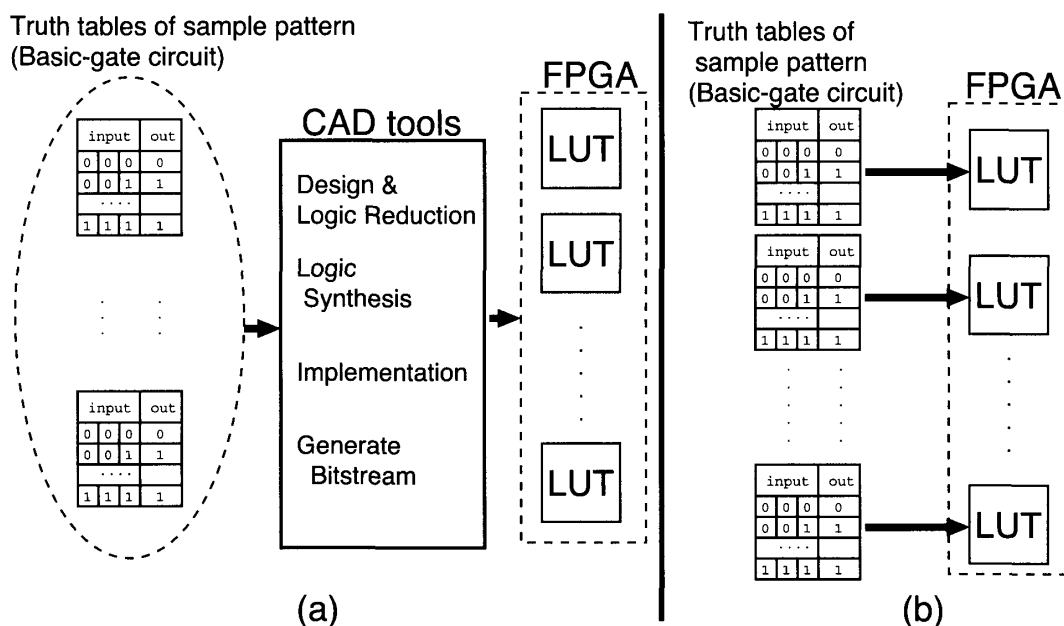 Truth tables of sample pattern
(Basic-gate circuit)
input out
0 0 0 0
0 0 1 1
....
1 1 1 1
input out
0 0 0 0
0 0 1 1
....
1 1 1 1
CAD tools
Design &
Logic Reduction
Logic
Synthesis
Implementation
Generate
Bitstream
FPGA
LUT
LUT
LUT
(a)
Truth tables of
sample pattern
(Basic-gate circuit)
input out
0 0 0 0
0 0 1 1
....
1 1 1 1
input out
0 0 0 0
0 0 1 1
....
1 1 1 1
input out
0 0 0 0
0 0 1 1
....
1 1 1 1
FPGA
LUT
LUT
LUT
(b)